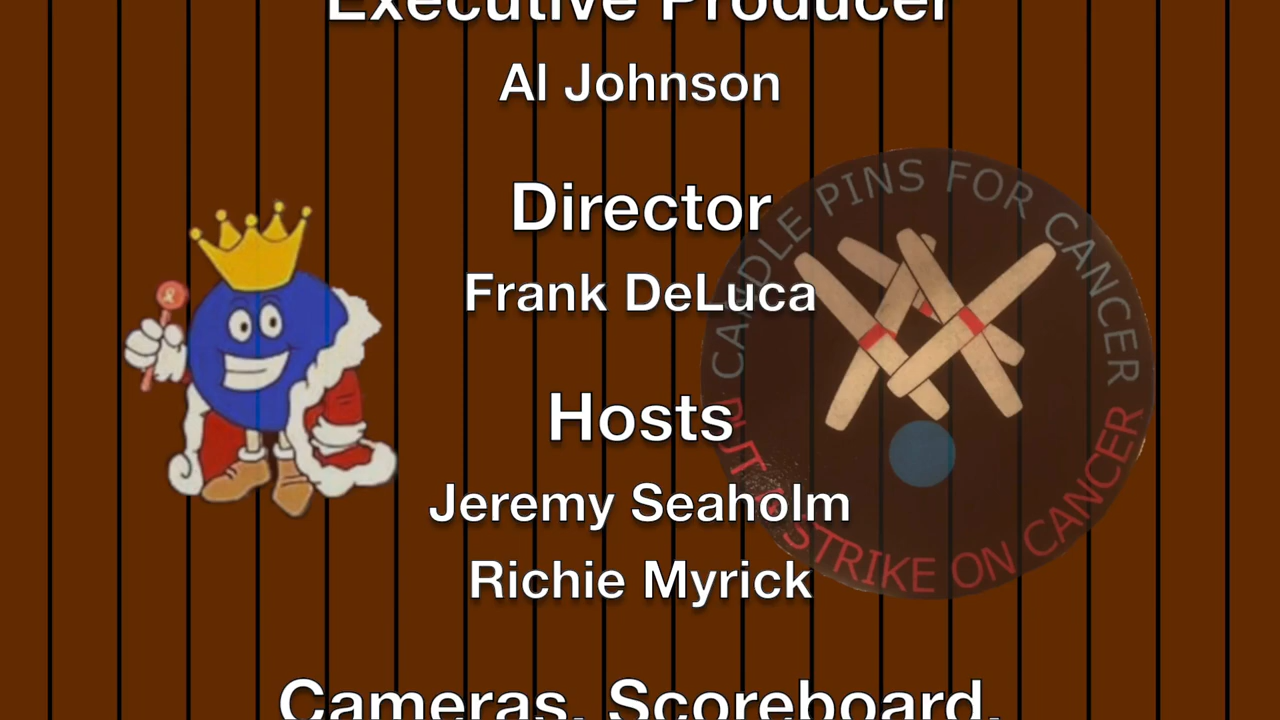 Executive Producer
Al Johnson
Director
Frank DeLuca
Hosts
Jeremy Seaholm
Richie Myrick
Cameras, Scoreboard,
CANDLE PINS FOR CANCER
PUT A STRIKE ON CANCER